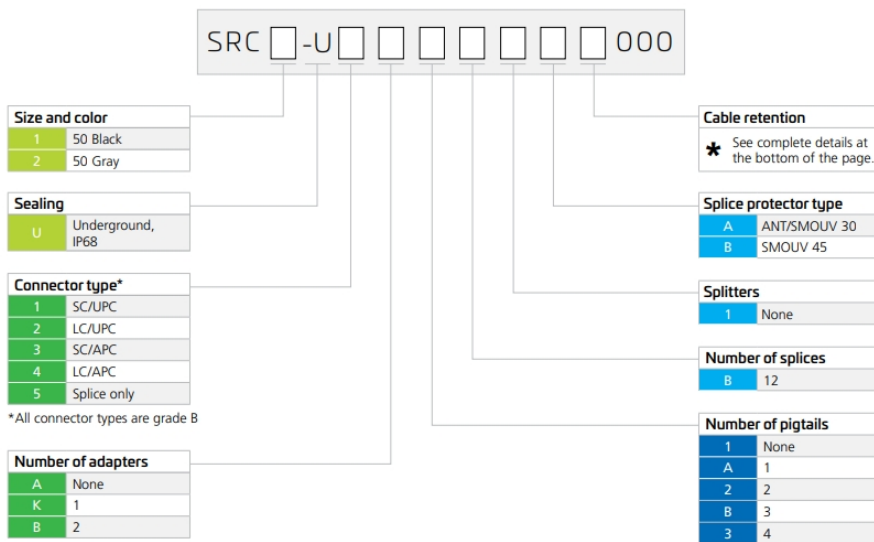 SRC -U 000
Size and color
1 50 Black
2 50 Gray
Sealing
U Underground,
IP68
Connector type*
1 SC/UPC
2 LC/UPC
3 SC/APC
4 LC/APC
5 Splice only
*All connector types are grade B
Number of adapters
A None
K 1
B 2
Cable retention
* See complete details at
the bottom of the page.
Splice protector type
A ANT/SMOUV 30
B SMOUV 45
Splitters
1 None
Number of splices
B 12
Number of pigtails
1 None
A 1
2 2
B 3
3 4